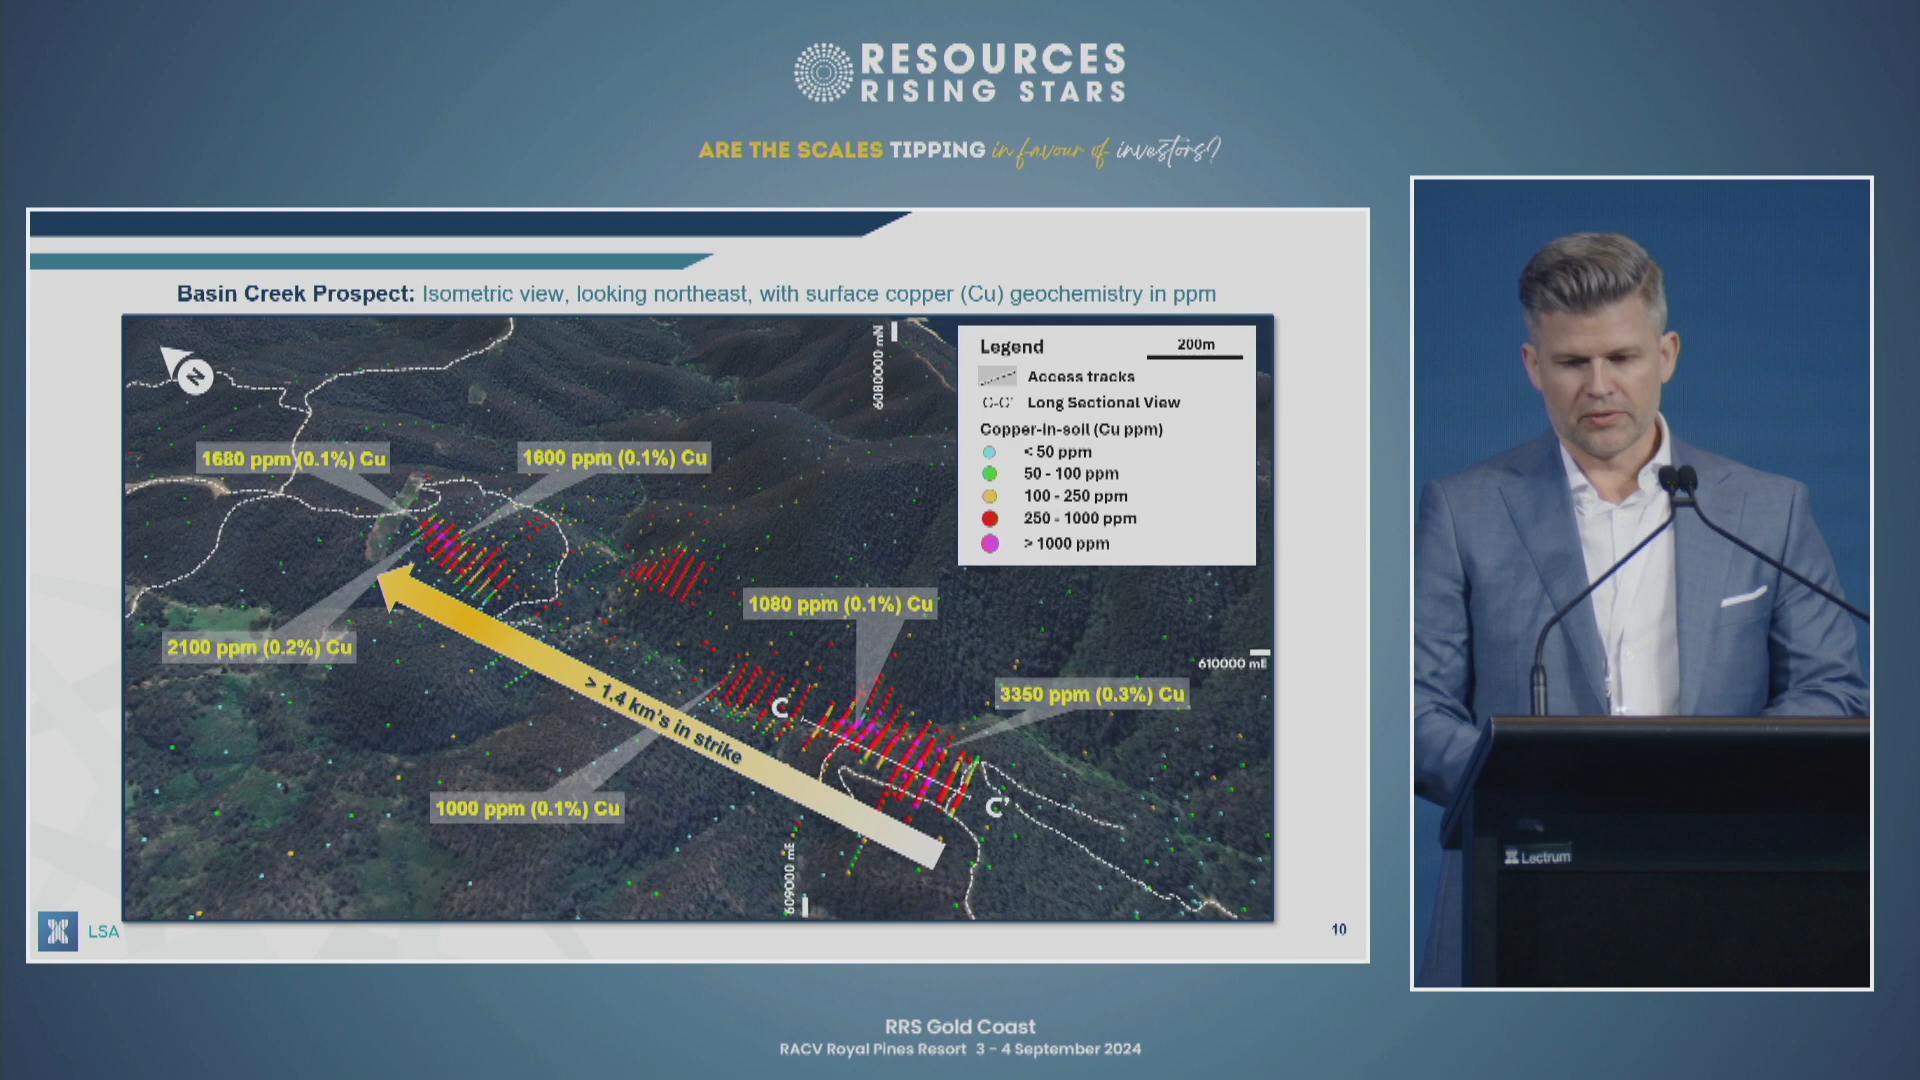 RESOURCES
RISING STARS
ARE THE SCALES TIPPING in favour of investors?
Basin Creek Prospect: Isometric view, looking northeast, with surface copper (Cu) geochemistry in ppm
N
6080000 mN
Legend
200m
Access tracks
C-C' Long Sectional View
Copper-in-soil (Cu ppm)
< 50 ppm
50 - 100 ppm
100 - 250 ppm
250 - 1000 ppm
> 1000 ppm
1680 ppm (0.1%) Cu
1600 ppm (0.1%) Cu
1080 ppm (0.1%) Cu
2100 ppm (0.2%) Cu
610000 mE
3350 ppm (0.3%) Cu
> 1.4 km's in strike
C
C'
1000 ppm (0.1%) Cu
609000 mE
LSA
10
Lectrum
RRS Gold Coast
RACV Royal Pines Resort 3 - 4 September 2024